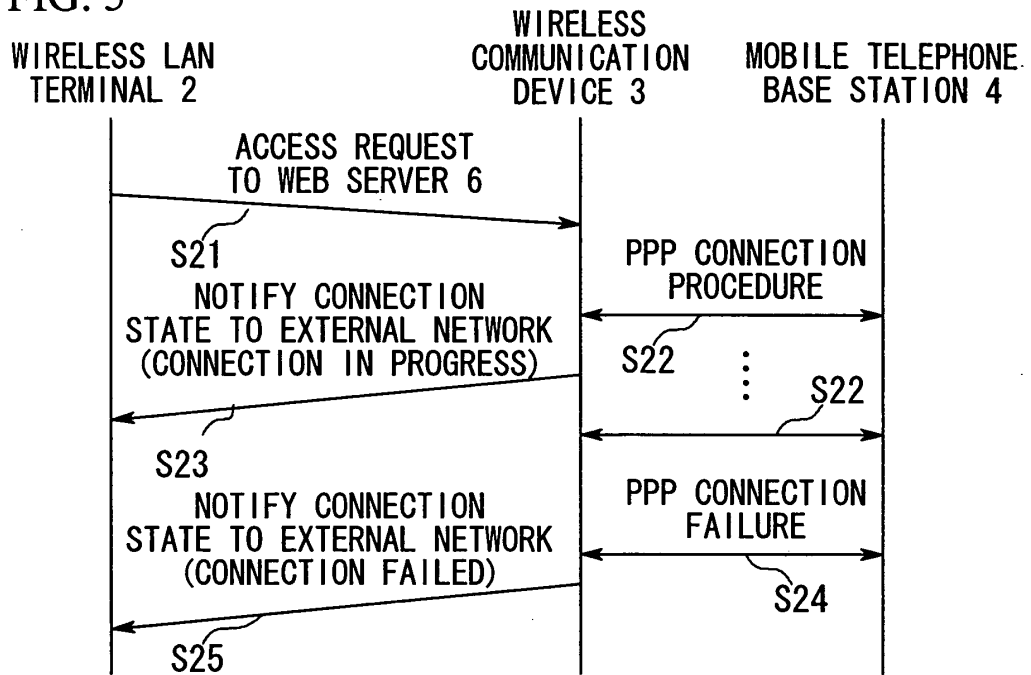 FIG. 5
WIRELESS LAN
TERMINAL 2
WIRELESS
COMMUNICATION
DEVICE 3
MOBILE TELEPHONE
BASE STATION 4
ACCESS REQUEST
TO WEB SERVER 6
S21
PPP CONNECTION
PROCEDURE
S22
NOTIFY CONNECTION
STATE TO EXTERNAL NETWORK
(CONNECTION IN PROGRESS)
S22
S23
PPP CONNECTION
FAILURE
S24
NOTIFY CONNECTION
STATE TO EXTERNAL NETWORK
(CONNECTION FAILED)
S25